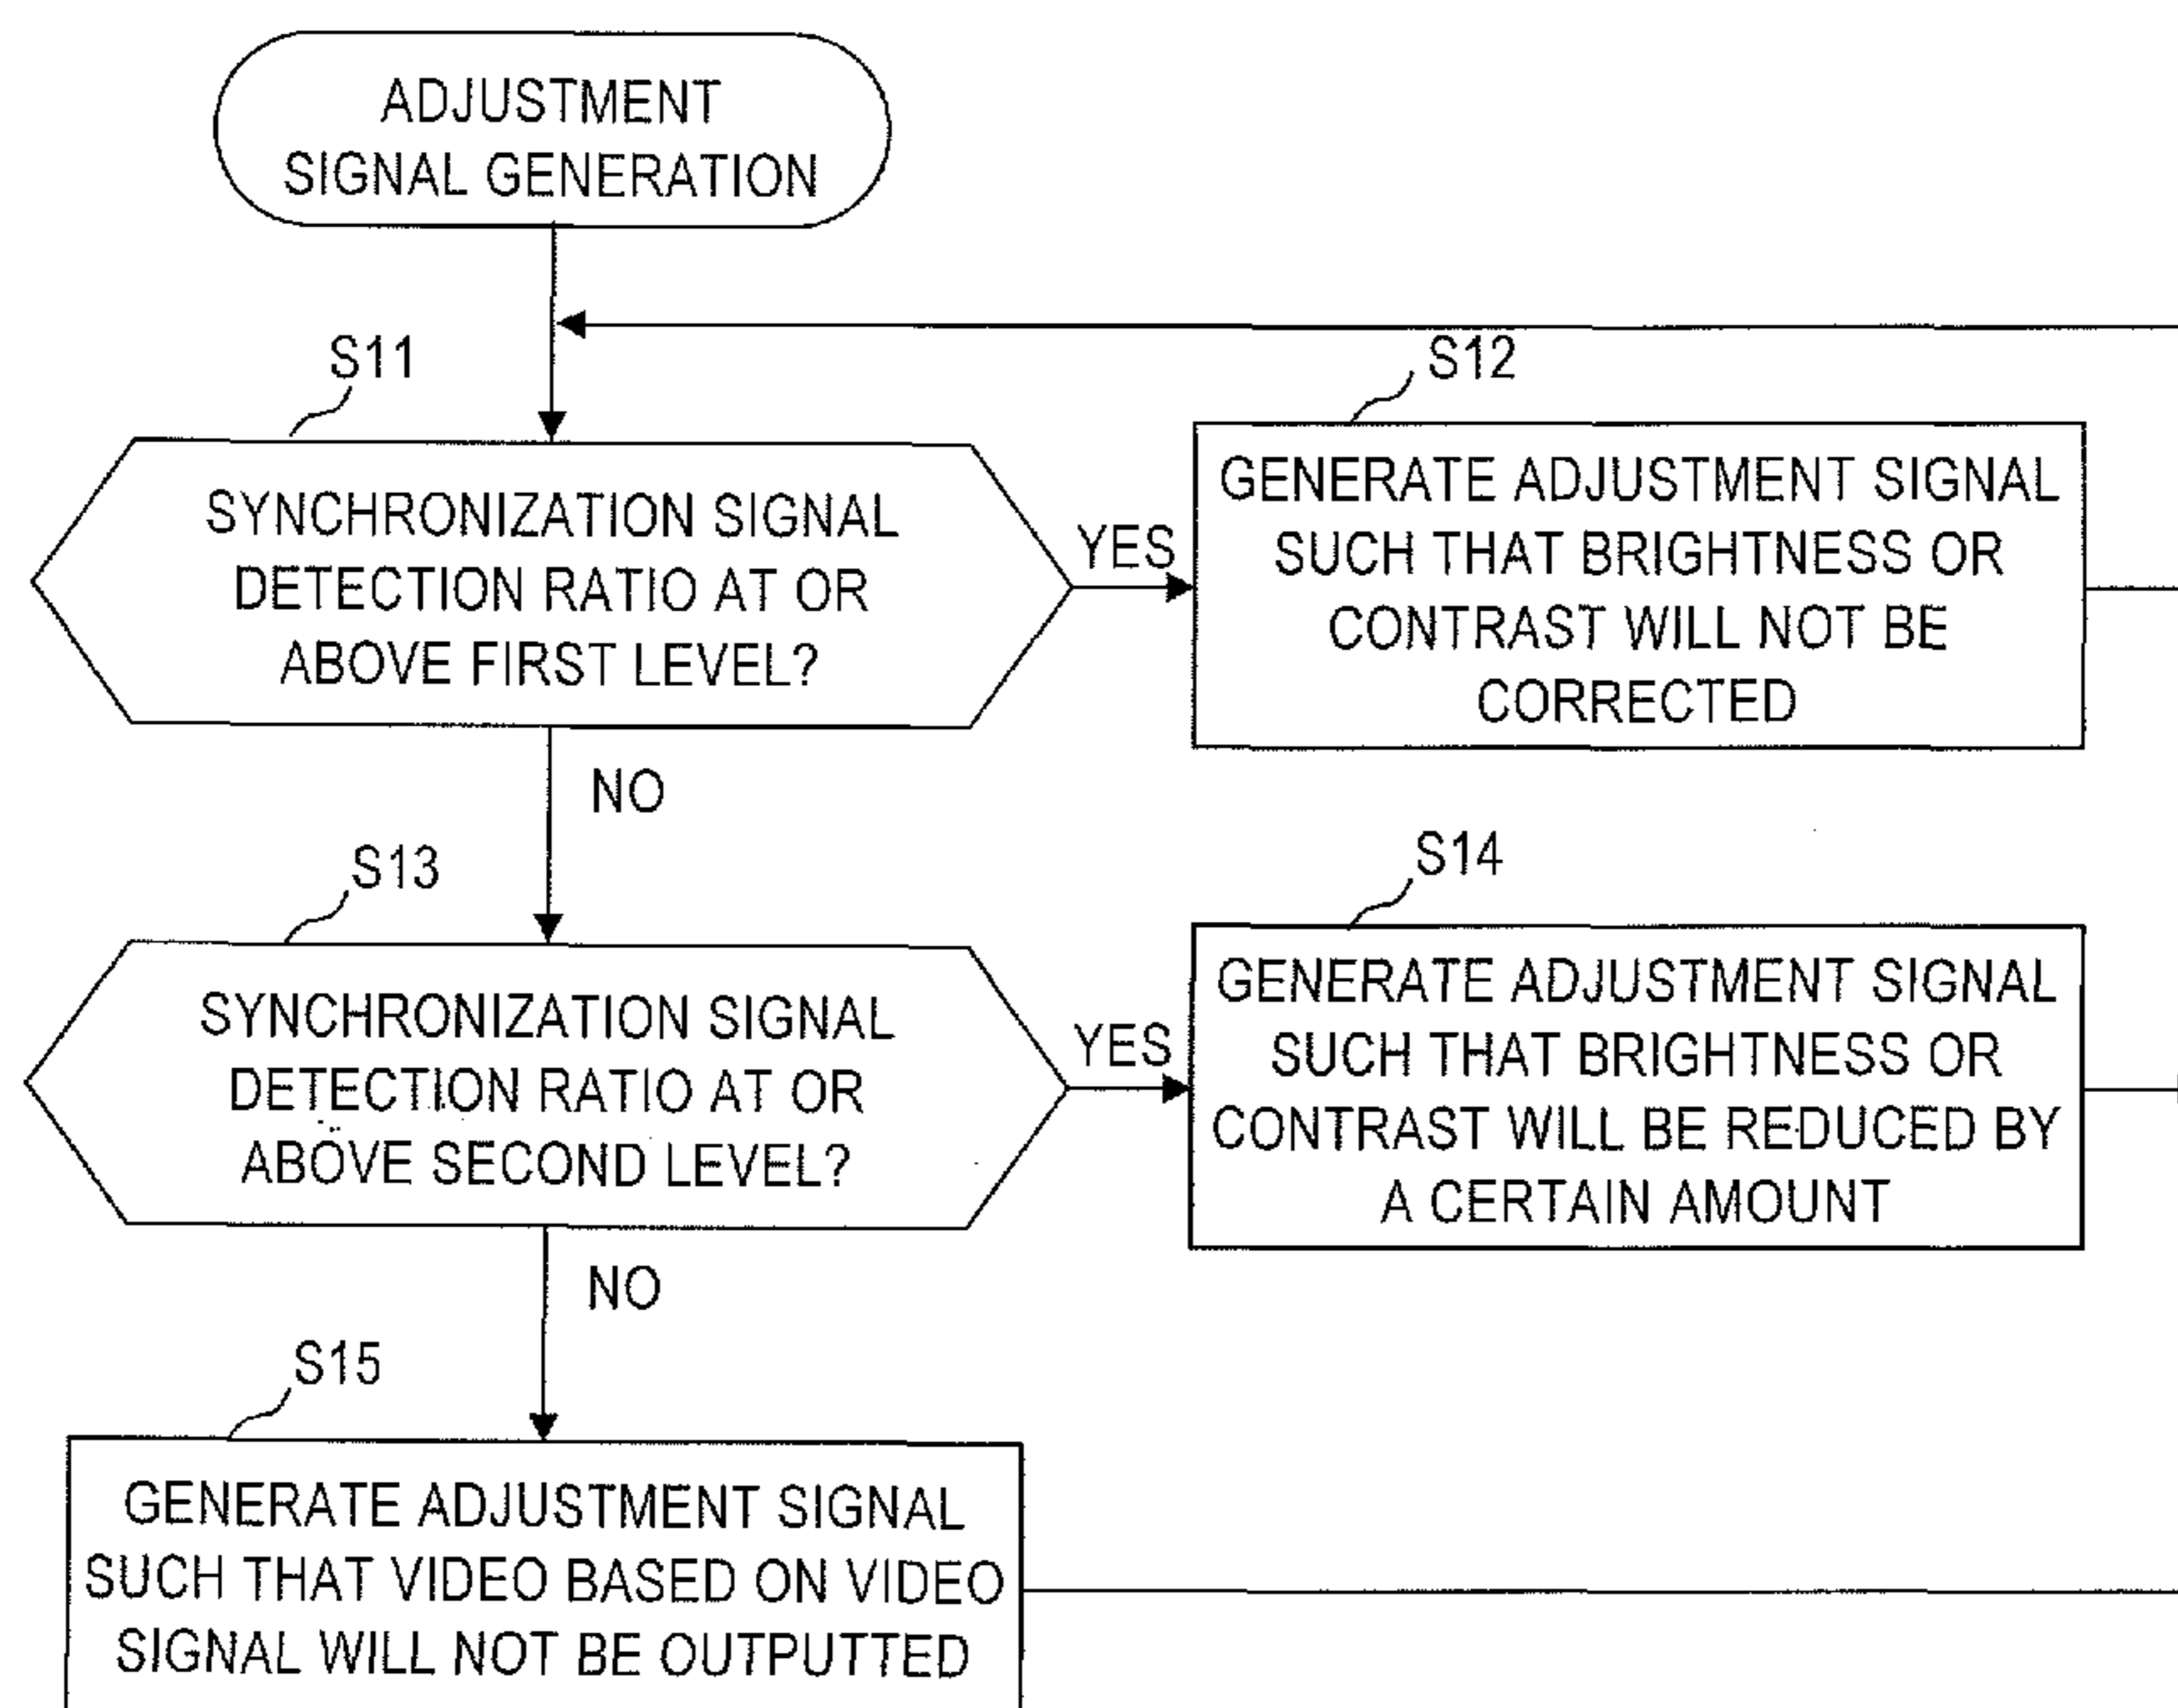 ADJUSTMENT
SIGNAL GENERATION
S11
SYNCHRONIZATION SIGNAL
DETECTION RATIO AT OR
ABOVE FIRST LEVEL?
YES
S12
GENERATE ADJUSTMENT SIGNAL
SUCH THAT BRIGHTNESS OR
CONTRAST WILL NOT BE
CORRECTED
NO
S13
SYNCHRONIZATION SIGNAL
DETECTION RATIO AT OR
ABOVE SECOND LEVEL?
YES
S14
GENERATE ADJUSTMENT SIGNAL
SUCH THAT BRIGHTNESS OR
CONTRAST WILL BE REDUCED BY
A CERTAIN AMOUNT
NO
S15
GENERATE ADJUSTMENT SIGNAL
SUCH THAT VIDEO BASED ON VIDEO
SIGNAL WILL NOT BE OUTPUTTED